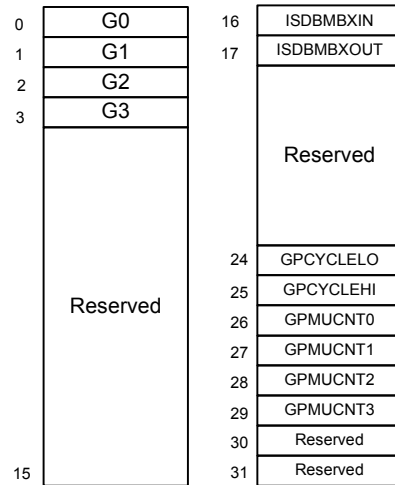 0 G0
1 G1
2 G2
3 G3
Reserved
15
16 ISDBMBXIN
17 ISDBMBXOUT
Reserved
24 GPCYCLELO
25 GPCYCLEHI
26 GPMUCNT0
27 GPMUCNT1
28 GPMUCNT2
29 GPMUCNT3
30 Reserved
31 Reserved